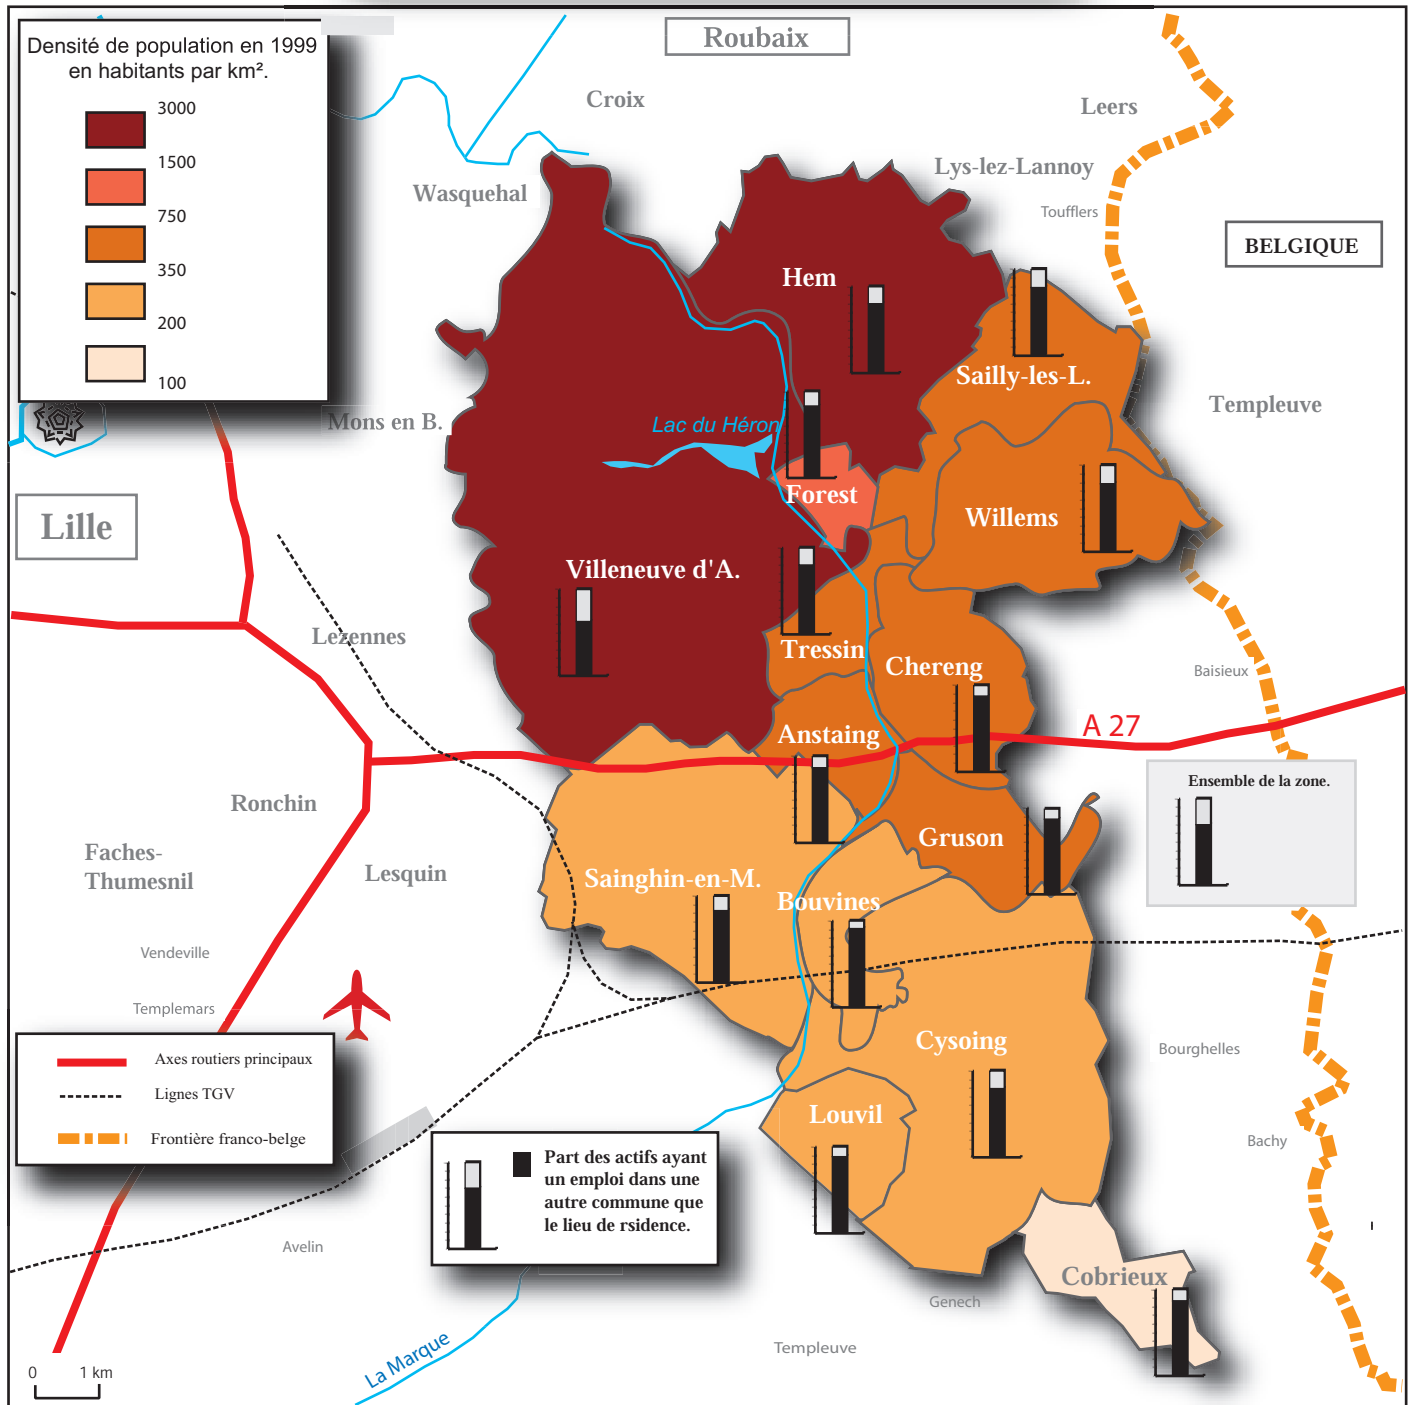 Densité de population en 1999
en habitants par km².
3000
1500
750
350
200
100
Roubaix
Croix
Leers
Wasquehal
Lys-lez-Lannoy
Toufflers
BELGIQUE
Hem
Sailly-les-L.
Templeuve
Mons en B.
Lac du Héron
Forest
Willems
Lille
Villeneuve d'A.
Lezennes
Tressin
Chereng
Baisieux
Anstaing
A 27
Ensemble de la zone.
Ronchin
Gruson
Faches-
Thumesnil
Lesquin
Sainghin-en-M.
Bouvines
Vendeville
Templemars
Cysoing
Bourghelles
Axes routiers principaux
Lignes TGV
Frontière franco-belge
Louvil
Bachy
Part des actifs ayant
un emploi dans une
autre commune que
le lieu de rsidence.
Avelin
Cobrieux
Genech
Templeuve
La Marque
0 1 km